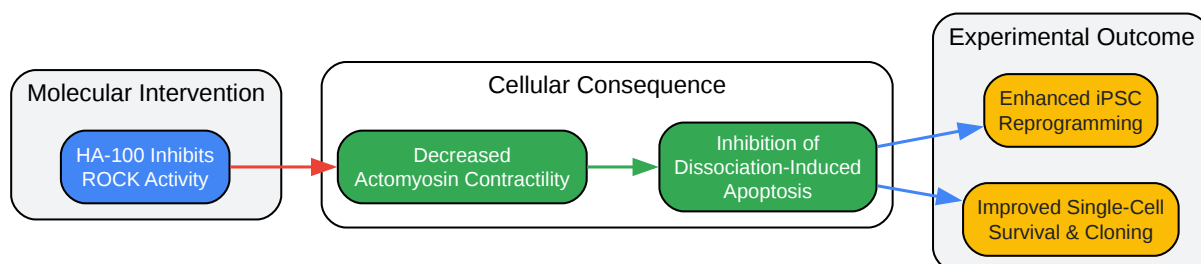 Molecular Intervention
HA-100 Inhibits
ROCK Activity
Cellular Consequence
Decreased
Actomyosin Contractility
Inhibition of
Dissociation-Induced
Apoptosis
Experimental Outcome
Enhanced iPSC
Reprogramming
Improved Single-Cell
Survival & Cloning